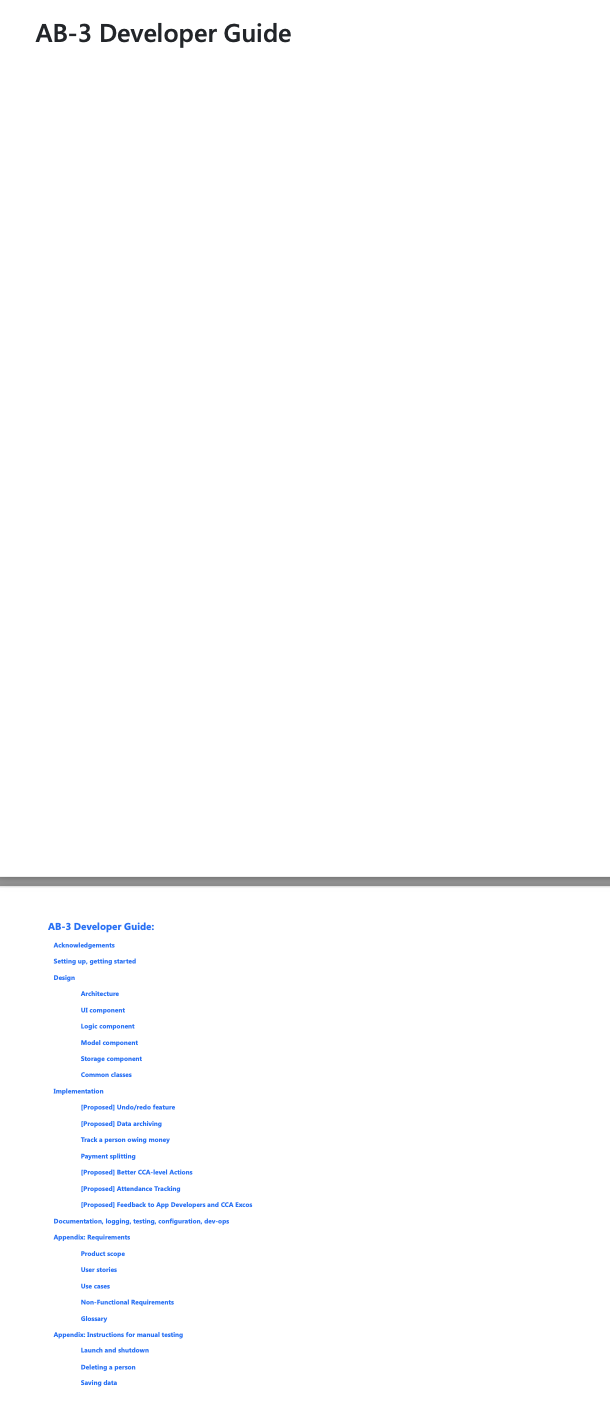 AB-3 Developer Guide
AB-3 Developer Guide:
Acknowledgements
Setting up, getting started
Design
Architecture
UI component
Logic component
Model component
Storage component
Common classes
Implementation
[Proposed] Undo/redo feature
[Proposed] Data archiving
Track a person owing money
Payment splitting
[Proposed] Better CCA-level Actions
[Proposed] Attendance Tracking
[Proposed] Feedback to App Developers and CCA Excos
Documentation, logging, testing, configuration, dev-ops
Appendix: Requirements
Product scope
User stories
Use cases
Non-Functional Requirements
Glossary
Appendix: Instructions for manual testing
Launch and shutdown
Deleting a person
Saving data